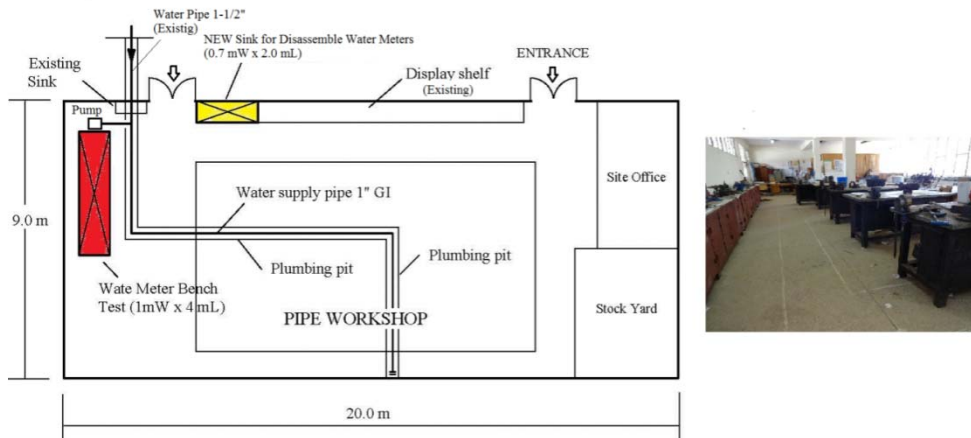 Water Pipe 1-1/2"
(Existig)
NEW Sink for Disassemble Water Meters
(0.7 mW x 2.0 mL)
ENTRANCE
Existing
Sink
Display shelf
(Existing)
Pump
Site Office
Water supply pipe 1" GI
9.0 m
Plumbing pit
Plumbing pit
Wate Meter Bench
Test (1mW x 4 mL)
PIPE WORKSHOP
Stock Yard
20.0 m